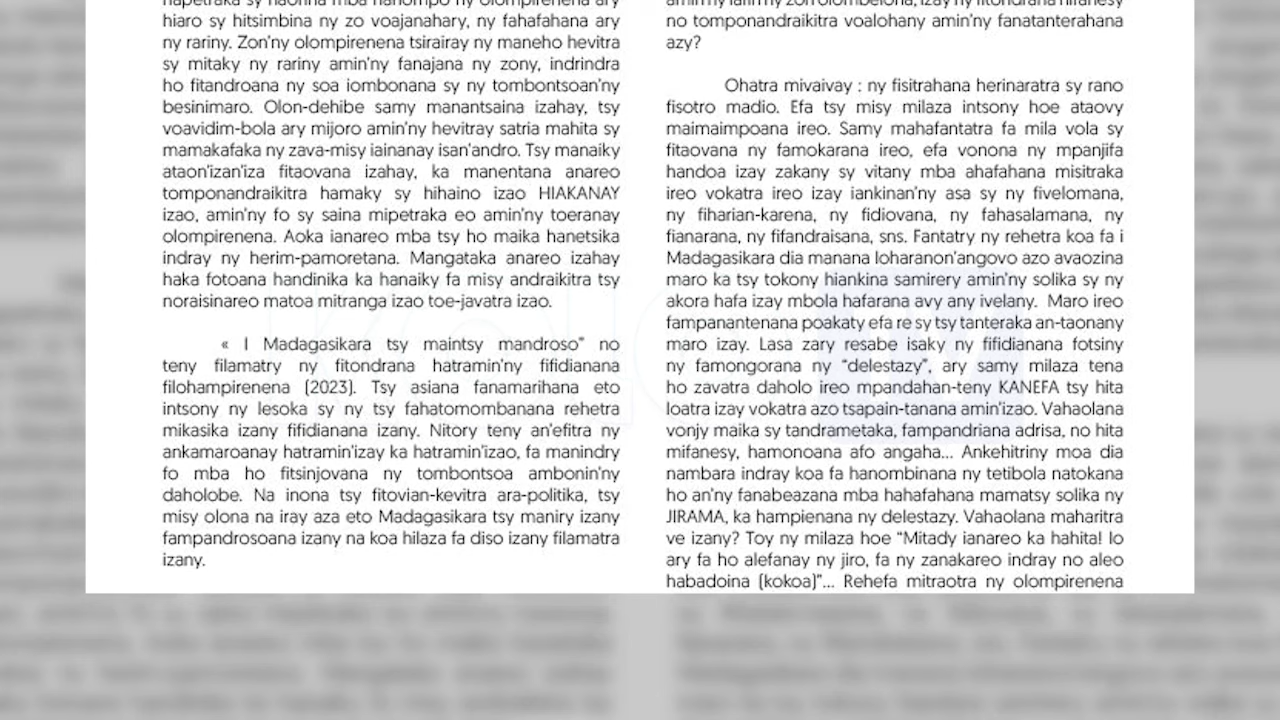 napetraka sy naorina mba hanompo ny olompirenena ary
hiaro sy hitsimbina ny zo voajanahary, ny fahafahana ary
ny rariny. Zon'ny olompirenena tsirairay ny maneho hevitra
sy mitaky ny rariny amin'ny fanajana ny zony, indrindra
ho fitandroana ny soa iombonana sy ny tombontsoan'ny
besinimaro. Olon-dehibe samy manantsaina izahay, tsy
voavidim-bola ary mijoro amin'ny hevitray satria mahita sy
mamakafaka ny zava-misy iainanay isan'andro. Tsy manaiky
ataon'izan'iza fitaovana izahay, ka manentana anareo
tomponandraikitra hamaky sy hihaino izao HIAKANAY
izao, amin'ny fo sy saina mipetraka eo amin'ny toeranay
olompirenena. Aoka ianareo mba tsy ho maika hanetsika
indray ny herim-pamoretana. Mangataka anareo izahay
haka fotoana handinika ka hanaiky fa misy andraikitra tsy
noraisinareo matoa mitranga izao toe-javatra izao.
« I Madagasikara tsy maintsy mandroso" no
teny filamatry ny fitondrana hatramin'ny fifidianana
filohampirenena (2023). Tsy asiana fanamarihana eto
intsony ny lesoka sy ny tsy fahatomombanana rehetra
mikasika izany fifidianana izany. Nitory teny an'efitra ny
ankamaroanay hatramin'izay ka hatramin'izao, fa manindry
fo mba ho fitsinjovana ny tombontsoa ambonin'ny
daholobe. Na inona tsy fitovian-kevitra ara-politika, tsy
misy olona na iray aza eto Madagasikara tsy maniry izany
fampandrosoana izany na koa hilaza fa diso izany filamatra
izany.
no tomponandraikitra voalohany amin'ny fanatanterahana
azy?
Ohatra mivaivay : ny fisitrahana herinaratra sy rano
fisotro madio. Efa tsy misy milaza intsony hoe ataovy
maimaimpoana ireo. Samy mahafantatra fa mila vola sy
fitaovana ny famokarana ireo, efa vonona ny mpanjifa
handoa izay zakany sy vitany mba ahafahana misitraka
ireo vokatra ireo izay iankinan'ny asa sy ny fivelomana,
ny fiharian-karena, ny fidiovana, ny fahasalamana, ny
fianarana, ny fifandraisana, sns. Fantatry ny rehetra koa fa i
Madagasikara dia manana loharanon'angovo azo avaozina
maro ka tsy tokony hiankina samirery amin'ny solika sy ny
akora hafa izay mbola hafarana avy any ivelany. Maro ireo
fampanantenana poakaty efa re sy tsy tanteraka an-taonany
maro izay. Lasa zary resabe isaky ny fifidianana fotsiny
ny famongorana ny "delestazy", ary samy milaza tena
ho zavatra daholo ireo mpandahan-teny KANEFA tsy hita
loatra izay vokatra azo tsapain-tanana amin'izao. Vahaolana
vonjy maika sy tandrametaka, fampandriana adrisa, no hita
mifanesy, hamonoana afo angaha... Ankehitriny moa dia
nambara indray koa fa hanombinana ny tetibola natokana
ho an'ny fanabeazana mba hahafahana mamatsy solika ny
JIRAMA, ka hampienana ny delestazy. Vahaolana maharitra
ve izany? Toy ny milaza hoe "Mitady ianareo ka hahita! Io
ary fa ho alefanay ny jiro, fa ny zanakareo indray no aleo
habadoina (kokoa)"... Rehefa mitraotra ny olompirenena